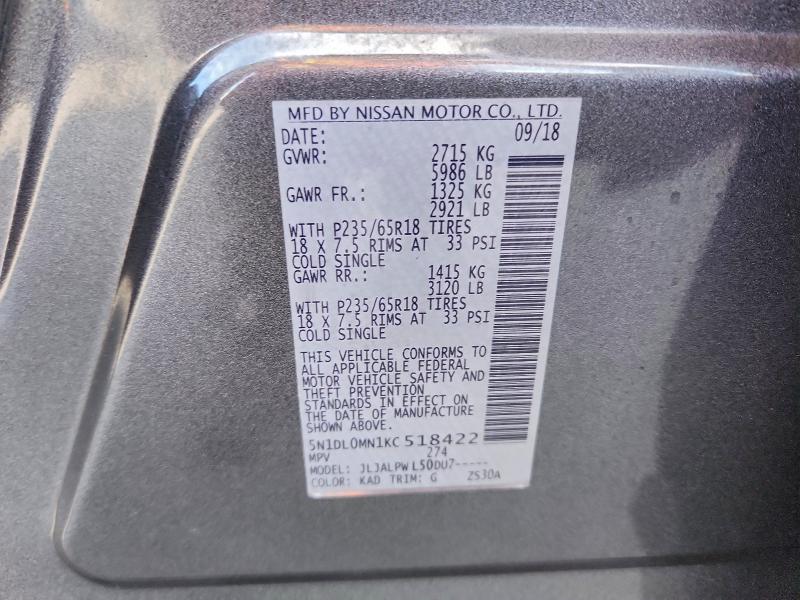 MFD BY NISSAN MOTOR CO., LTD.
DATE: 09/18
GVWR: 2715 KG
5986 LB
GAWR FR.: 1325 KG
2921 LB
WITH P235/65R18 TIRES
18 X 7.5 RIMS AT 33 PSI
COLD SINGLE
GAWR RR.: 1415 KG
3120 LB
WITH P235/65R18 TIRES
18 X 7.5 RIMS AT 33 PSI
COLD SINGLE
THIS VEHICLE CONFORMS TO
ALL APPLICABLE FEDERAL
MOTOR VEHICLE SAFETY AND
THEFT PREVENTION
STANDARDS IN EFFECT ON
THE DATE OF MANUFACTURE
SHOWN ABOVE.
5N1DL0MN1KC518422
MPV 274
MODEL: JLJALPW L50DU7-----
COLOR: KAD TRIM: G ZS30A